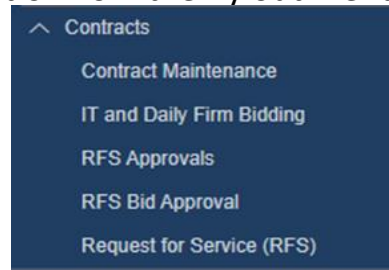 Contracts
Contract Maintenance
IT and Daily Firm Bidding
RFS Approvals
RFS Bid Approval
Request for Service (RFS)